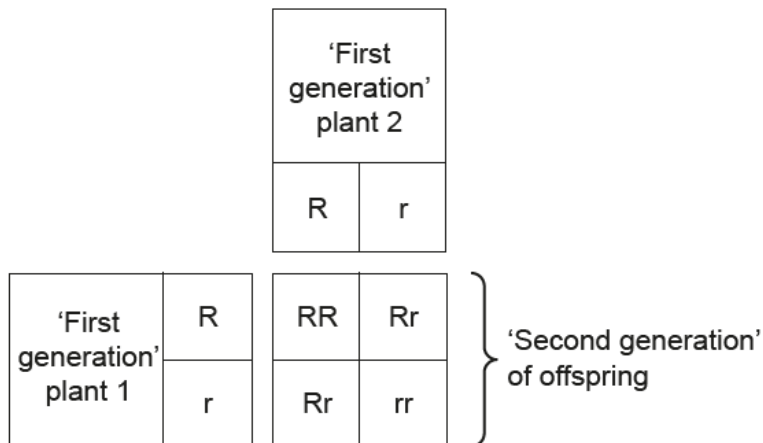 ‘First
generation’
plant 2
R r
‘First
generation’
plant 1
R
r
RR Rr
Rr rr
‘Second generation’
of offspring